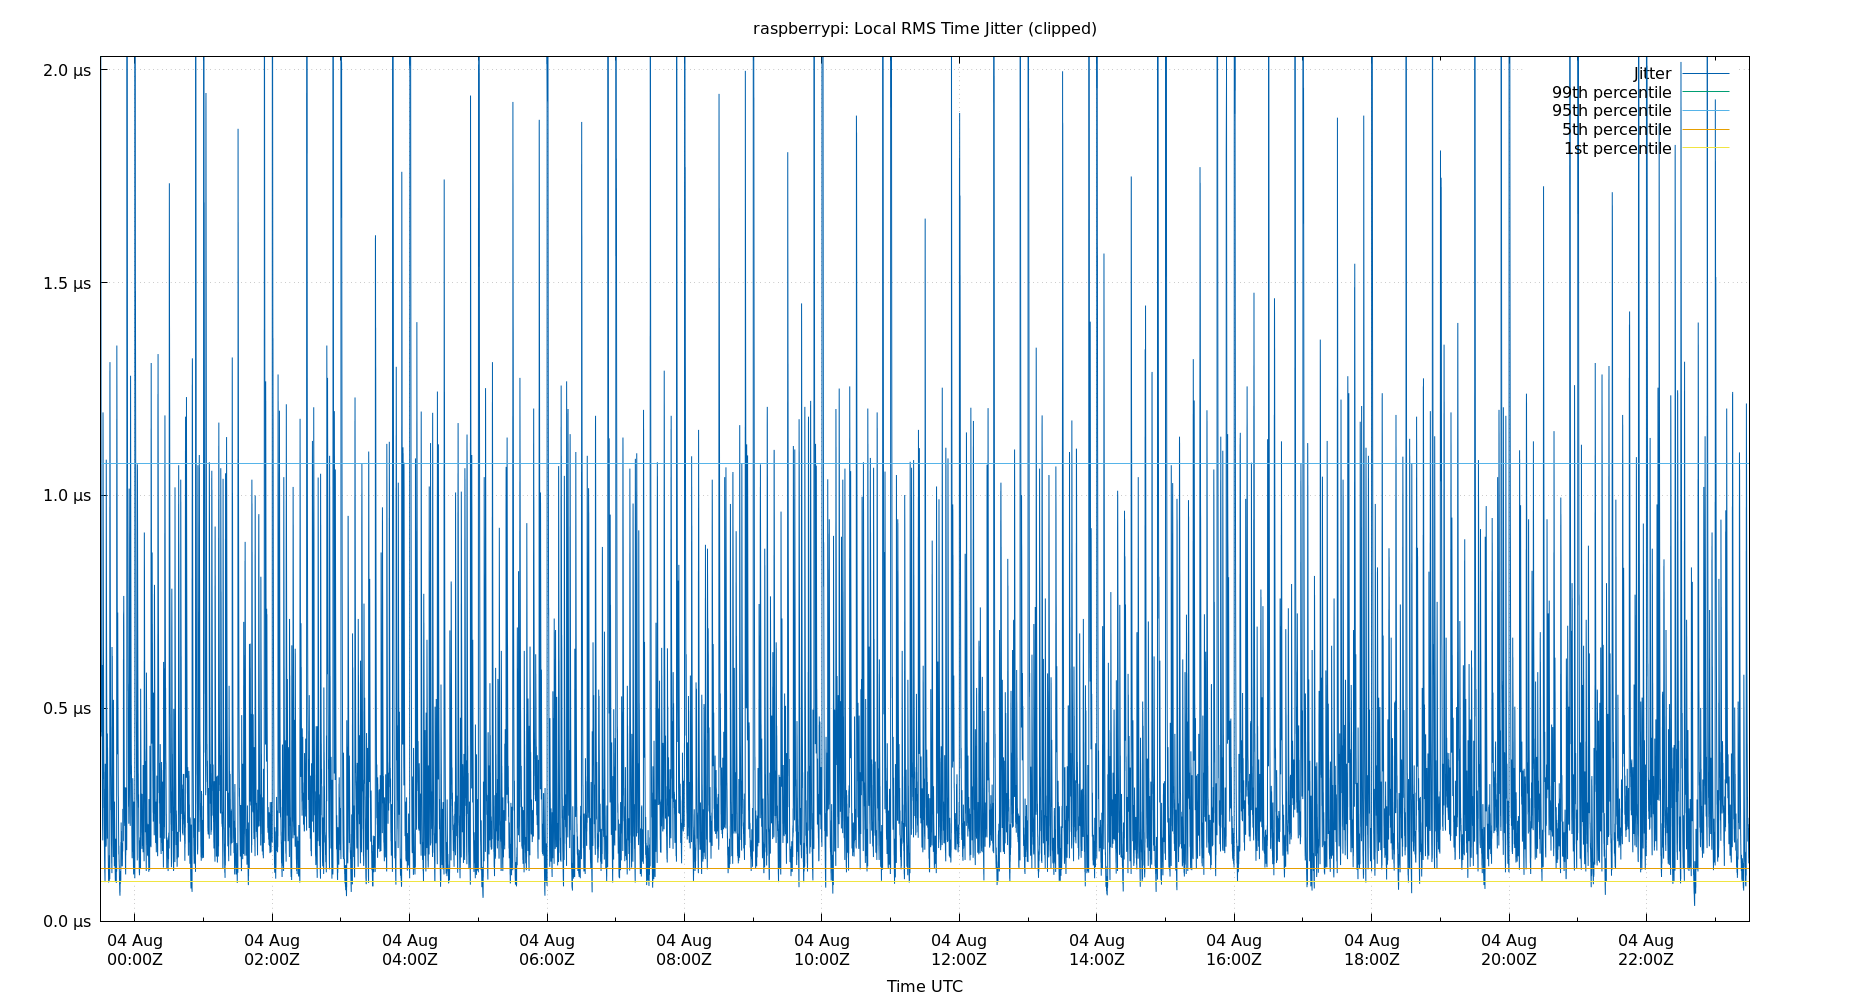 raspberrypi: Local RMS Time Jitter (clipped)
2.0 µs
1.5 µs
1.0 µs
0.5 µs
0.0 µs
Jitter
99th percentile
95th percentile
5th percentile
1st percentile
04 Aug 04 Aug 04 Aug 04 Aug 04 Aug 04 Aug 04 Aug 04 Aug 04 Aug 04 Aug 04 Aug 04 Aug
00:00Z 02:00Z 04:00Z 06:00Z 08:00Z 10:00Z 12:00Z 14:00Z 16:00Z 18:00Z 20:00Z 22:00Z
Time UTC